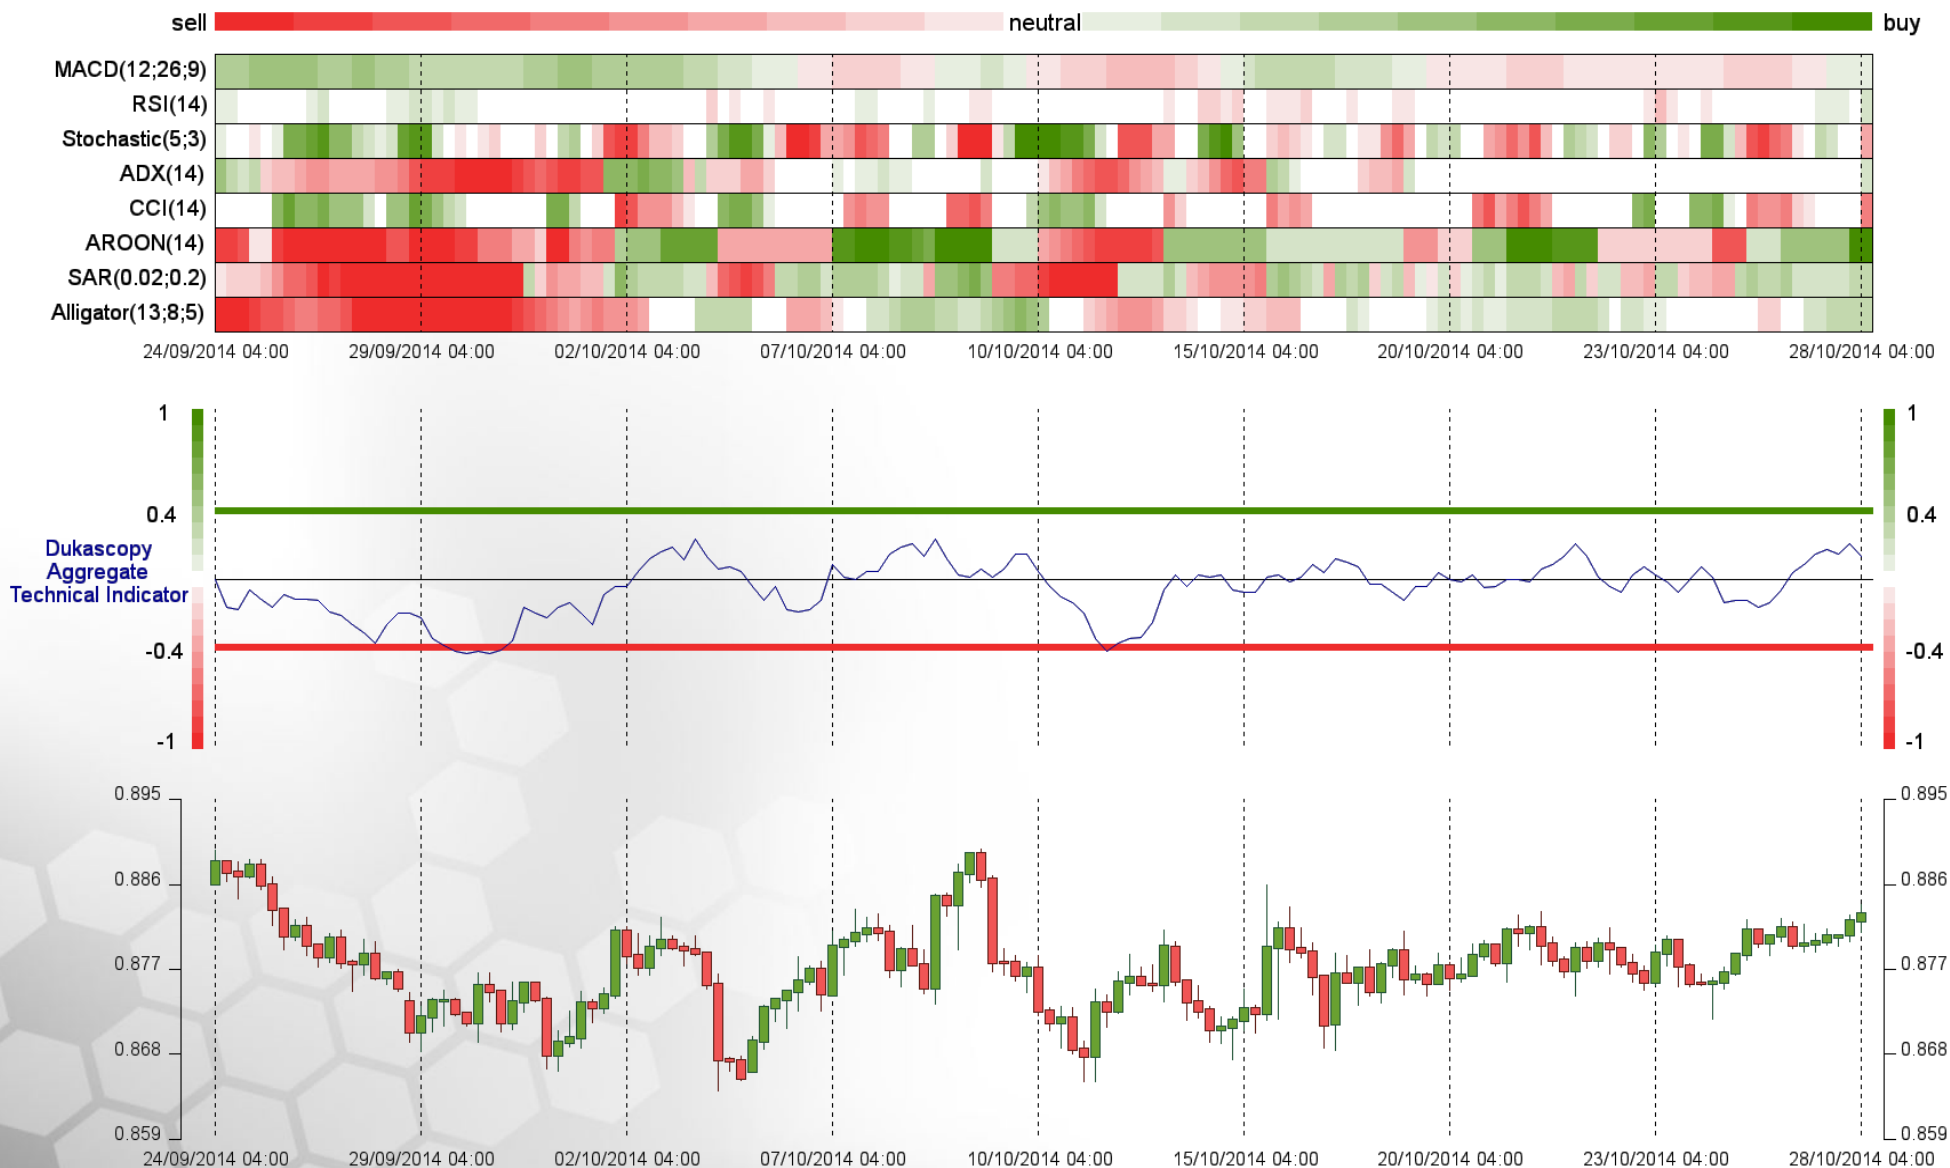 sell neutral buy
MACD(12;26;9)
RSI(14)
Stochastic(5;3)
ADX(14)
CCI(14)
AROON(14)
SAR(0.02;0.2)
Alligator(13;8;5)
24/09/2014 04:00 29/09/2014 04:00 02/10/2014 04:00 07/10/2014 04:00 10/10/2014 04:00 15/10/2014 04:00 20/10/2014 04:00 23/10/2014 04:00 28/10/2014 04:00
1 1
0.4 0.4
Dukascopy
Aggregate
Technical Indicator
-0.4 -0.4
-1 -1
0.895 0.895
0.886 0.886
0.877 0.877
0.868 0.868
0.859 0.859
24/09/2014 04:00 29/09/2014 04:00 02/10/2014 04:00 07/10/2014 04:00 10/10/2014 04:00 15/10/2014 04:00 20/10/2014 04:00 23/10/2014 04:00 28/10/2014 04:00